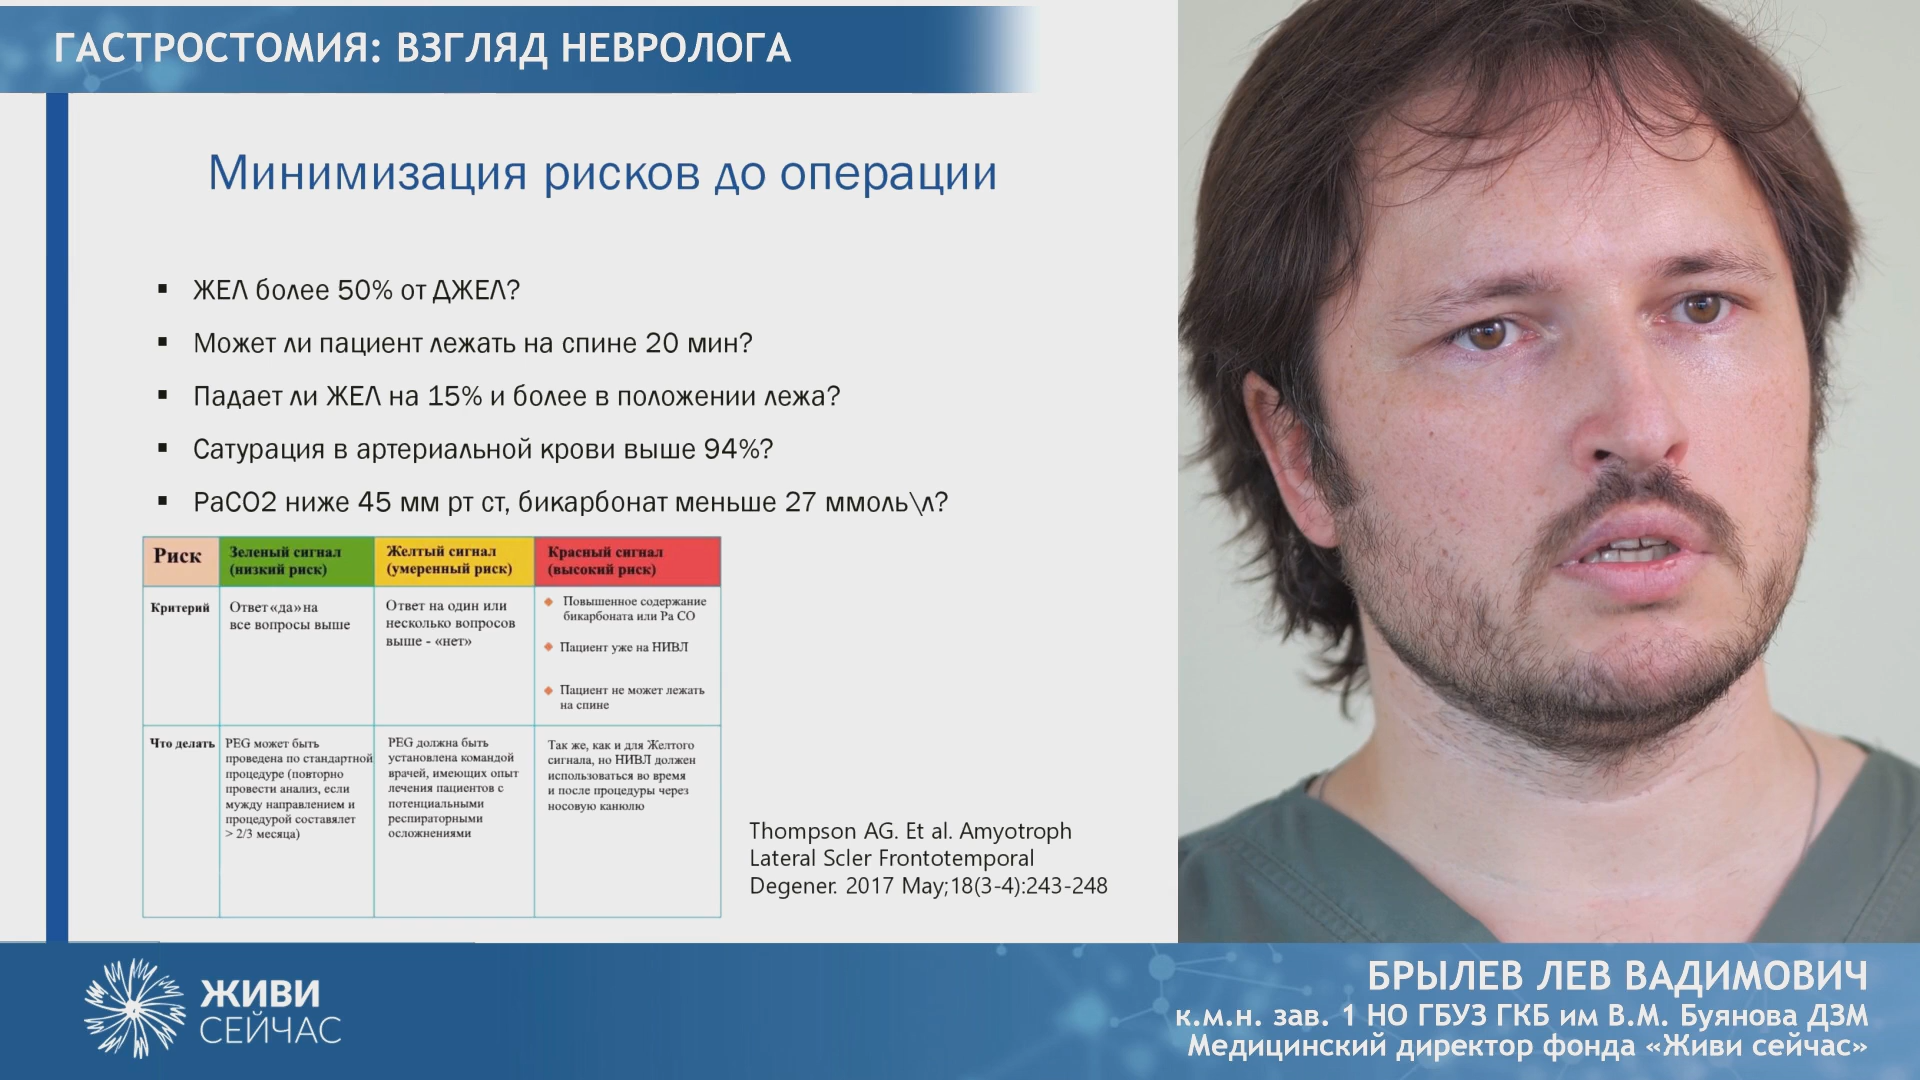 ГАСТРОСТОМИЯ: ВЗГЛЯД НЕВРОЛОГА
Минимизация рисков до операции
▪ ЖЕЛ более 50% от ДЖЕЛ?
▪ Может ли пациент лежать на спине 20 мин?
▪ Падает ли ЖЕЛ на 15% и более в положении лежа?
▪ Сатурация в артериальной крови выше 94%?
▪ PaCO2 ниже 45 мм рт ст, бикарбонат меньше 27 ммоль\л?
Риск
Зеленый сигнал
(низкий риск)
Желтый сигнал
(умеренный риск)
Красный сигнал
(высокий риск)
Критерий
Ответ «да» на
все вопросы выше
Ответ на один или
несколько вопросов
выше - «нет»
Повышенное содержание
бикарбоната или Pa CO
Пациент уже на НИВЛ
Пациент не может лежать
на спине
Что делать
PEG может быть
проведена по стандартной
процедуре (повторно
провести анализ, если
мужду направлением и
процедурой составялет
> 2/3 месяца)
PEG должна быть
установлена командой
врачей, имеющих опыт
лечения пациентов с
потенциальными
респираторными
осложнениями
Так же, как и для Желтого
сигнала, но НИВЛ должен
использоваться во время
и после процедуры через
носовую канюлю
Thompson AG. Et al. Amyotroph
Lateral Scler Frontotemporal
Degener. 2017 May;18(3-4):243-248
ЖИВИ
СЕЙЧАС
БРЫЛЕВ ЛЕВ ВАДИМОВИЧ
к.м.н. зав. 1 НО ГБУЗ ГКБ им В.М. Буянова ДЗМ
Медицинский директор фонда «Живи сейчас»